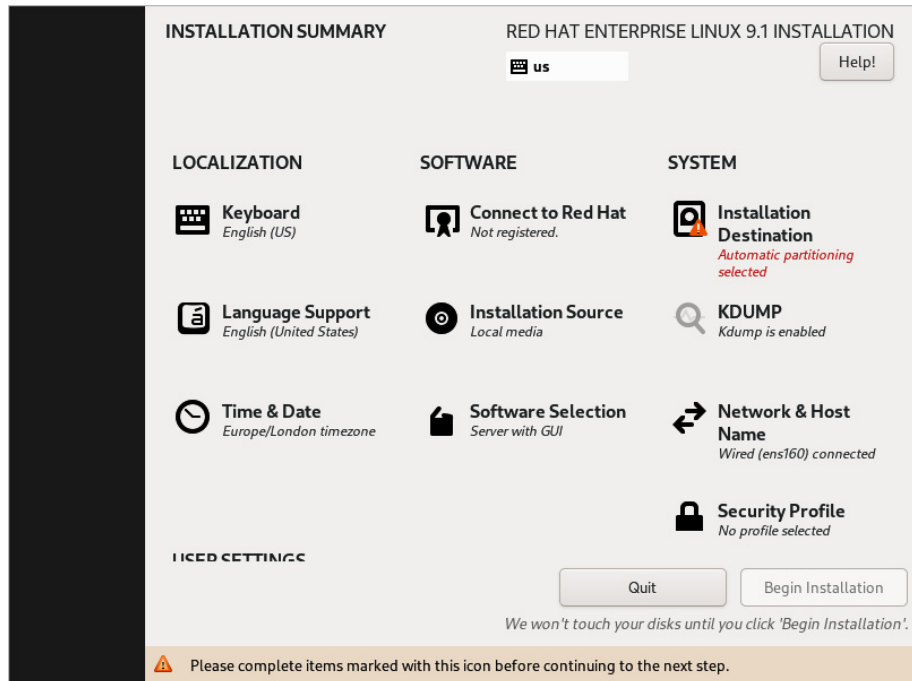 INSTALLATION SUMMARY
RED HAT ENTERPRISE LINUX 9.1 INSTALLATION
us
Help!
LOCALIZATION
Keyboard
English (US)
Language Support
English (United States)
Time & Date
Europe/London timezone
SOFTWARE
Connect to Red Hat
Not registered.
Installation Source
Local media
Software Selection
Server with GUI
SYSTEM
Installation
Destination
Automatic partitioning
selected
KDUMP
Kdump is enabled
Network & Host
Name
Wired (ens160) connected
Security Profile
No profile selected
USER SETTINGS
Quit
Begin Installation
We won't touch your disks until you click 'Begin Installation'.
Please complete items marked with this icon before continuing to the next step.